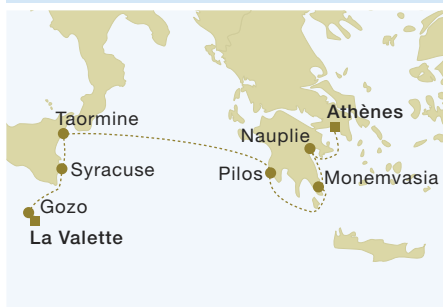 Taormine
Athènes
Nauplie
Syracuse
Pilos
Monemvasia
Gozo
La Valette